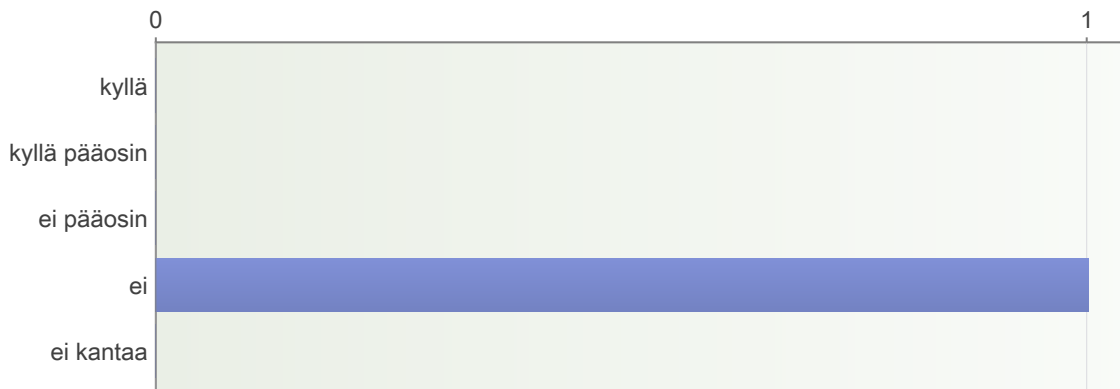 0 1
kyllä
kyllä pääosin
ei pääosin
ei
ei kantaa